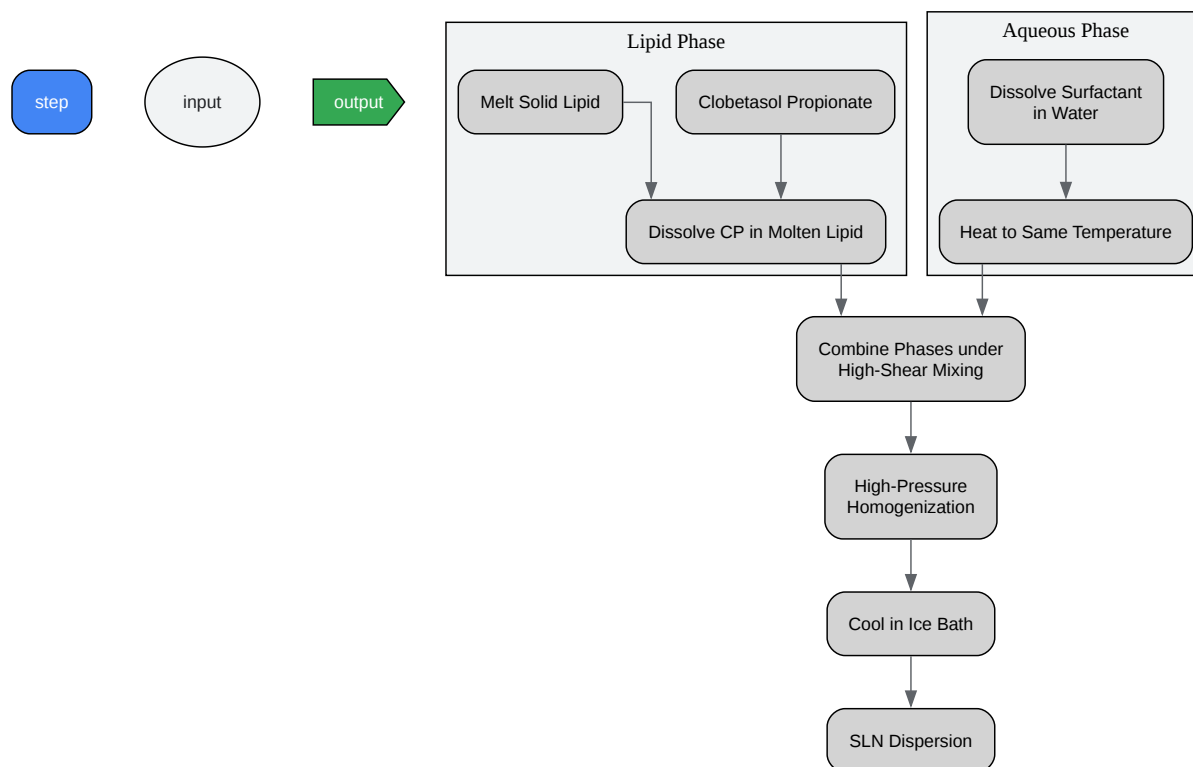 step
input
output
Lipid Phase
Melt Solid Lipid
Clobetasol Propionate
Dissolve CP in Molten Lipid
Aqueous Phase
Dissolve Surfactant
in Water
Heat to Same Temperature
Combine Phases under
High-Shear Mixing
High-Pressure
Homogenization
Cool in Ice Bath
SLN Dispersion